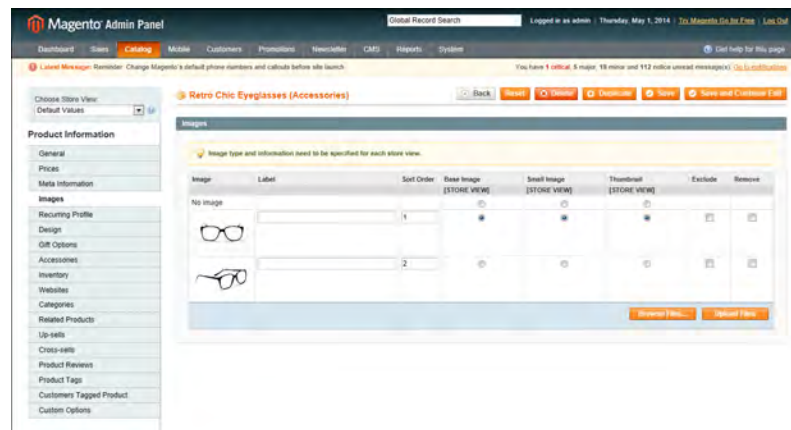 Magento Admin Panel
Global Record Search
Logged in as admin | Thursday, May 1, 2014 | Try Magento Go for Free | Log Out
Dashboard Sales Catalog Mobile Customers Promotions Newsletter CMS Reports System Get help for this page
Latest Message: Reminder: Change Magento's default phone numbers and callouts before site launch You have 1 critical, 5 major, 18 minor and 112 notice unread message(s). Go to notifications
Choose Store View:
Default Values
Product Information
General
Prices
Meta Information
Images
Recurring Profile
Design
Gift Options
Accessories
Inventory
Websites
Categories
Related Products
Up-sells
Cross-sells
Product Reviews
Product Tags
Customers Tagged Product
Custom Options
Retro Chic Eyeglasses (Accessories)
Back Reset Delete Duplicate Save Save and Continue Edit
Images
Image type and information need to be specified for each store view.
Image Label Sort Order Base Image Small Image Thumbnail Exclude Remove
[STORE VIEW] [STORE VIEW] [STORE VIEW]
No image
1
2
Browse Files... Upload Files